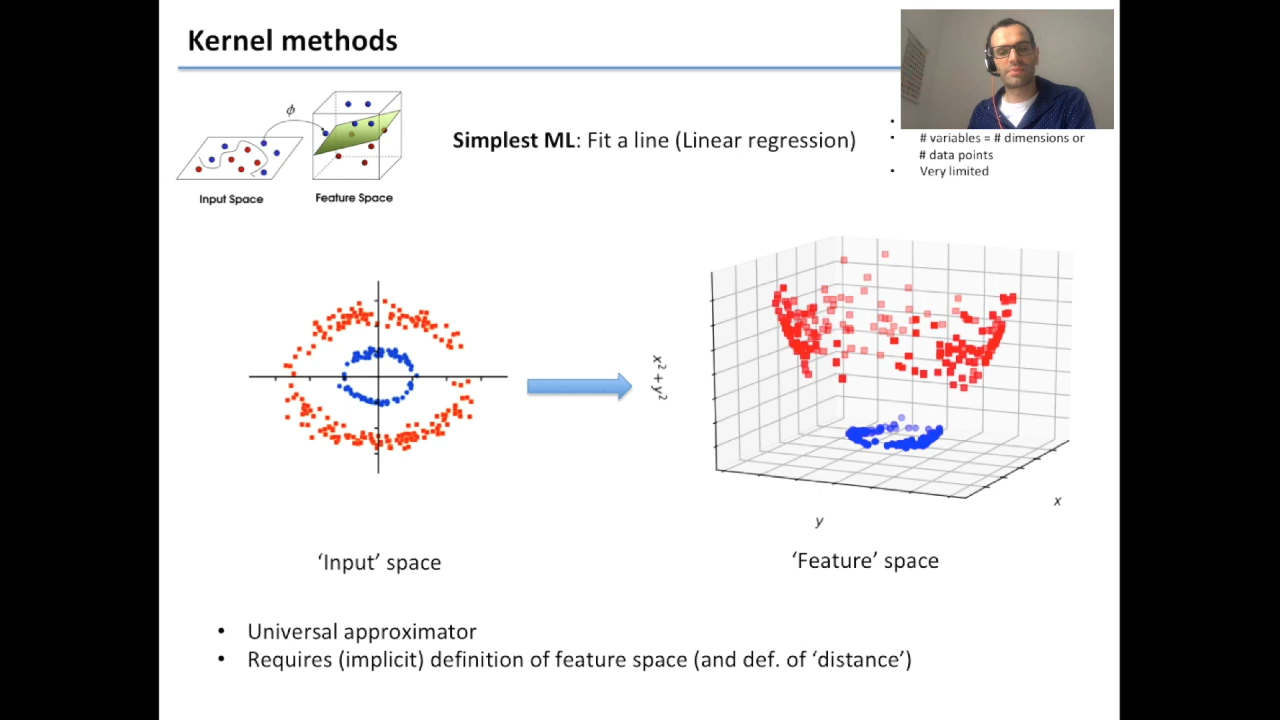 Kernel methods
ϕ
Input Space
Feature Space
Simplest ML: Fit a line (Linear regression)
• # variables = # dimensions or
# data points
• Very limited
x² + y²
y
x
‘Input’ space
‘Feature’ space
• Universal approximator
• Requires (implicit) definition of feature space (and def. of ‘distance’)